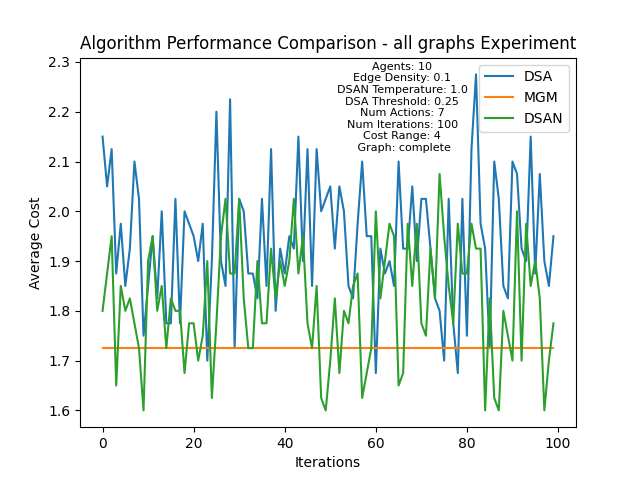 Algorithm Performance Comparison - all graphs Experiment
Agents: 10
Edge Density: 0.1
DSAN Temperature: 1.0
DSA Threshold: 0.25
Num Actions: 7
Num Iterations: 100
Cost Range: 4
Graph: complete
DSA
MGM
DSAN
Average Cost
2.3
2.2
2.1
2.0
1.9
1.8
1.7
1.6
0
20
40
60
80
100
Iterations